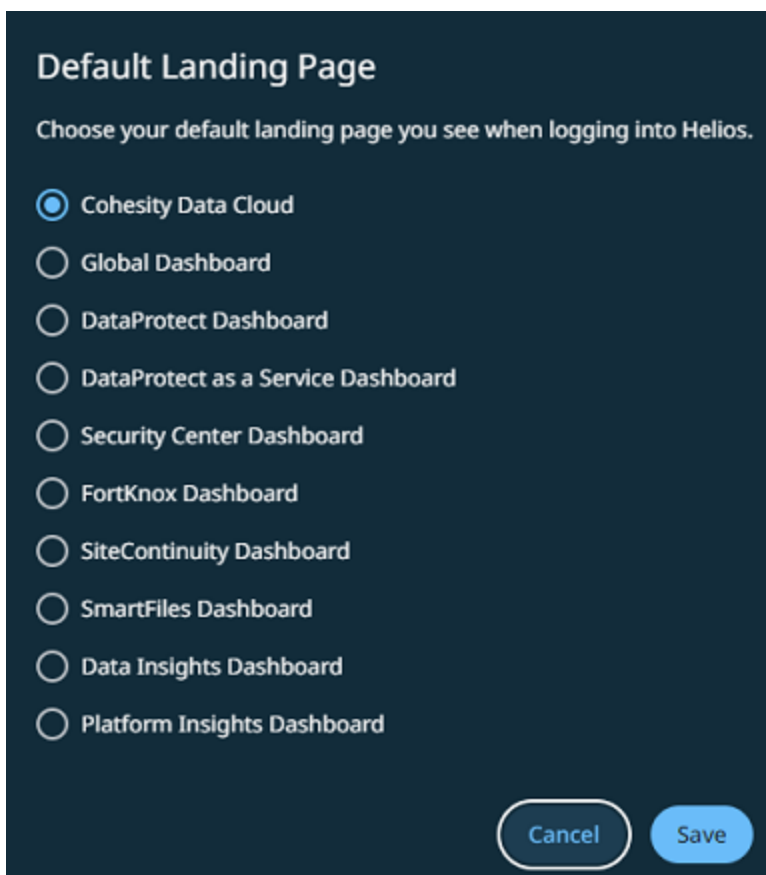 Default Landing Page
Choose your default landing page you see when logging into Helios.
Cohesity Data Cloud
Global Dashboard
DataProtect Dashboard
DataProtect as a Service Dashboard
Security Center Dashboard
FortKnox Dashboard
SiteContinuity Dashboard
SmartFiles Dashboard
Data Insights Dashboard
Platform Insights Dashboard
Cancel Save